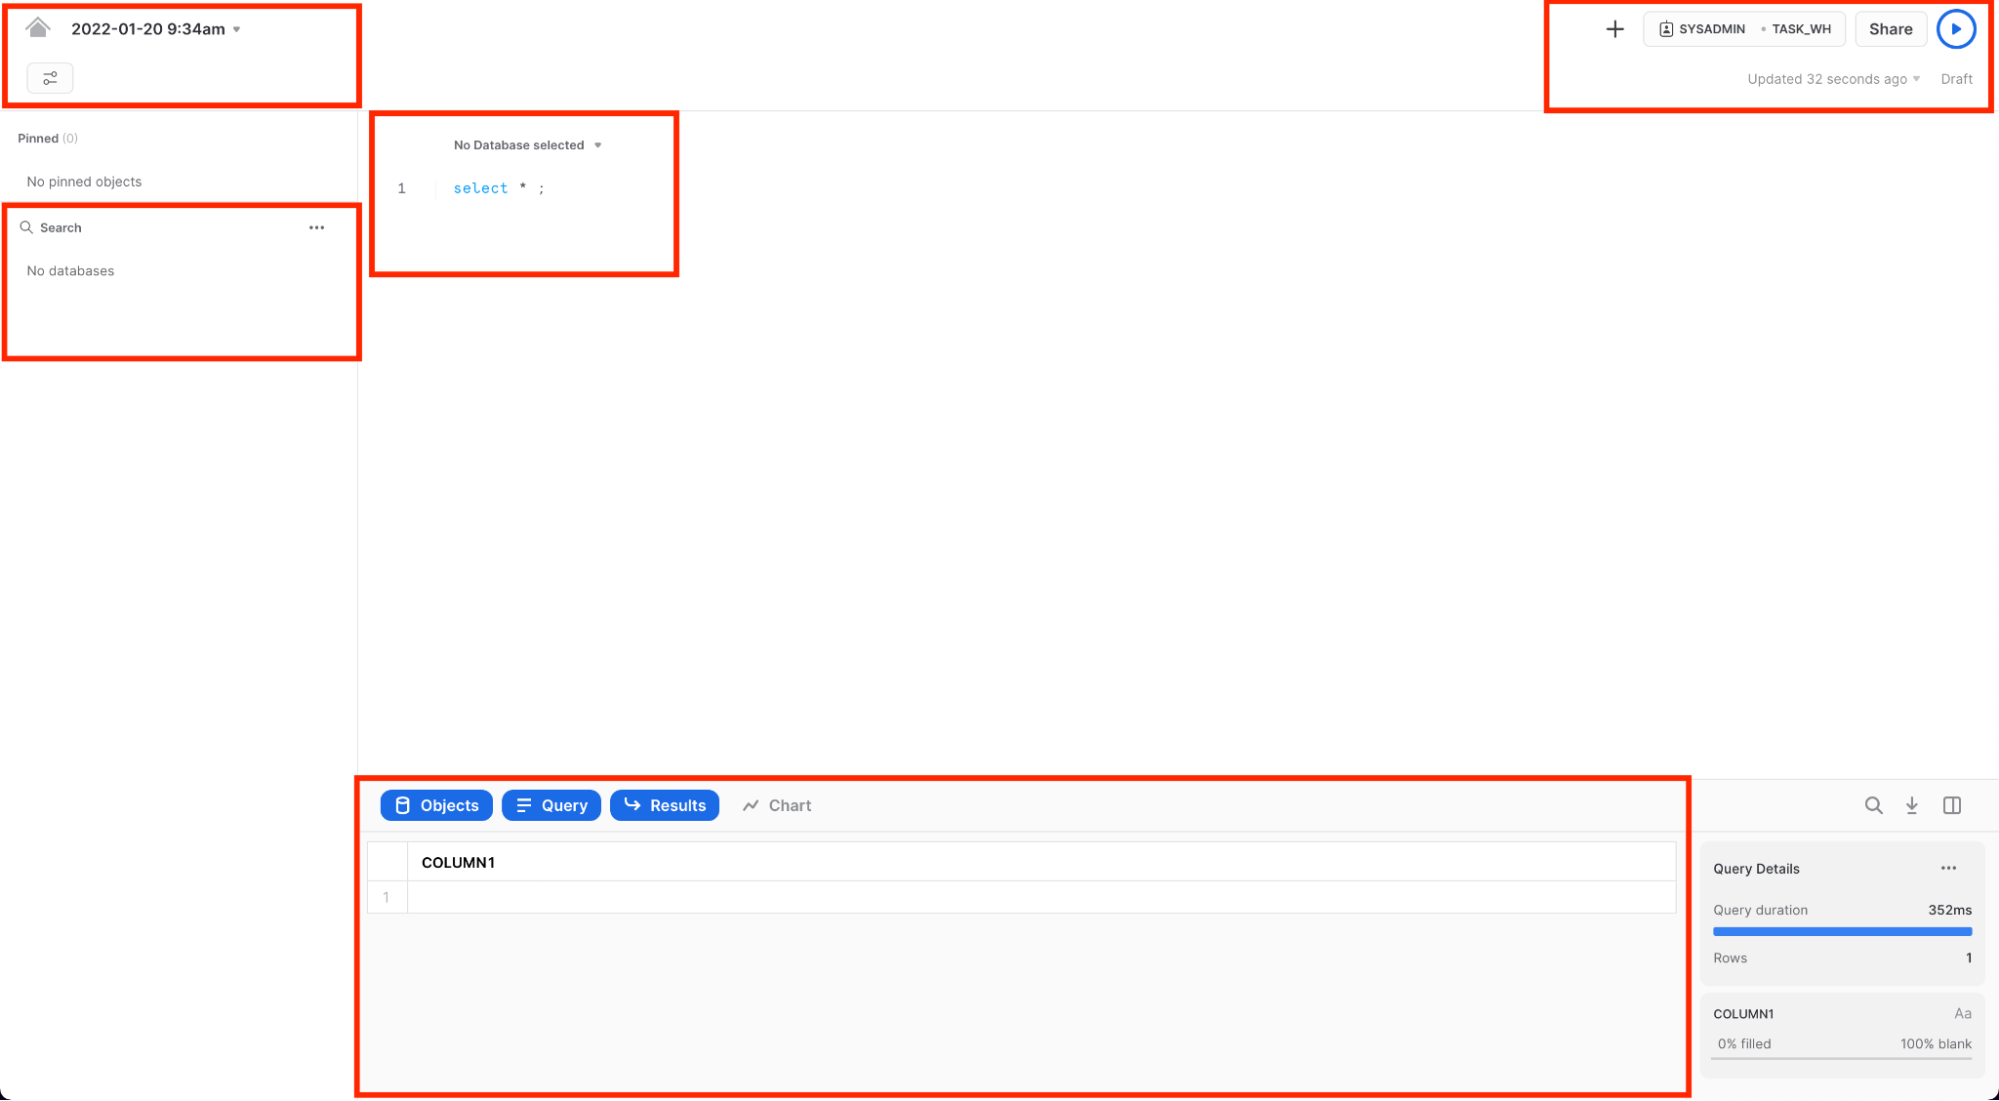 2022-01-20 9:34am
SYSADMIN • TASK_WH
Share
Updated 32 seconds ago
Draft
Pinned (0)
No pinned objects
Search
No databases
No Database selected
1 select * ;
Objects
Query
Results
Chart
COLUMN1
1
Query Details
Query duration 352ms
Rows 1
COLUMN1 Aa
0% filled 100% blank